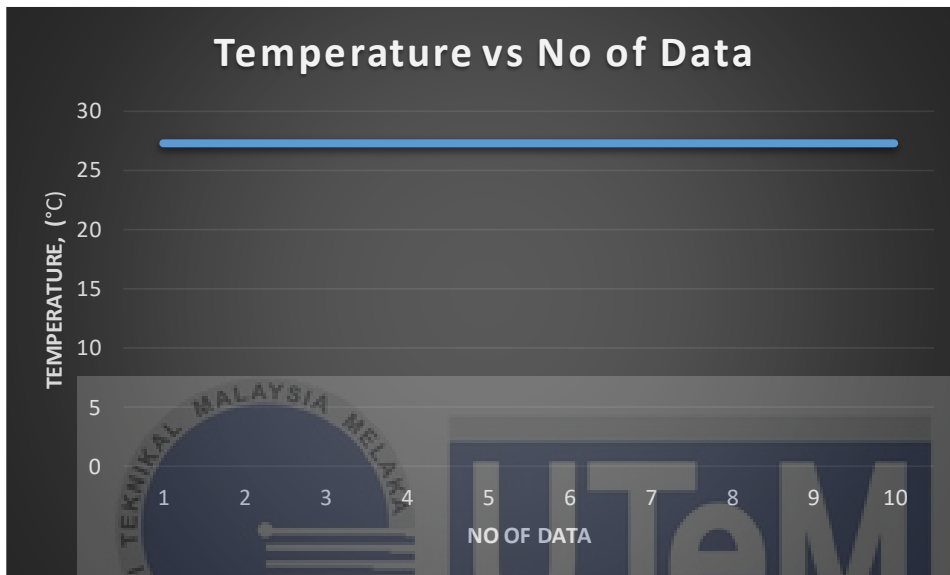 Temperature vs No of Data
TEMPERATURE, (°C)
30
25
20
15
10
5
0
1 2 3 4 5 6 7 8 9 10
NO OF DATA
TEKNIKAL MALAYSIA MELAKA
UTeM